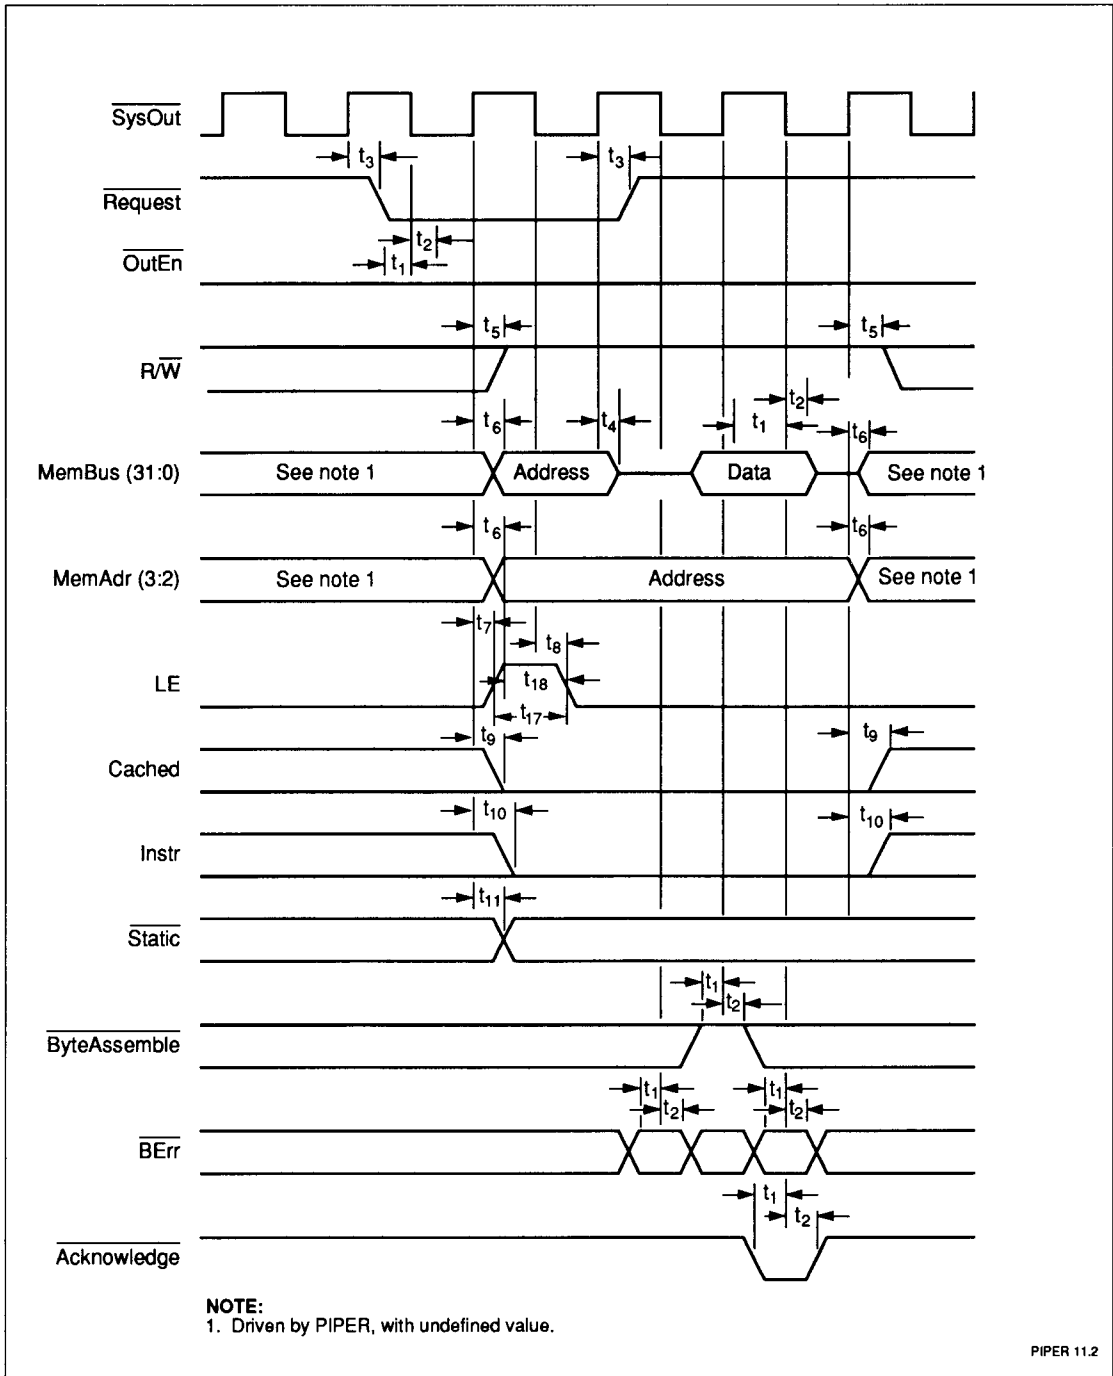 SysOut
t3 t3
Request
t2
OutEn t1
t5 t5
R/W
t2
t6 t4 t1 t6
MemBus (31:0) See note 1 Address Data See note 1
t6 t6
MemAdr (3:2) See note 1 Address See note 1
t7 t8
LE t18
t17
t9 t9
Cached
t10 t10
Instr
t11
Static
t1
t2
ByteAssemble
t1 t1
t2 t2
BErr
t1
t2
Acknowledge
NOTE:
1. Driven by PIPER, with undefined value.
PIPER 11.2